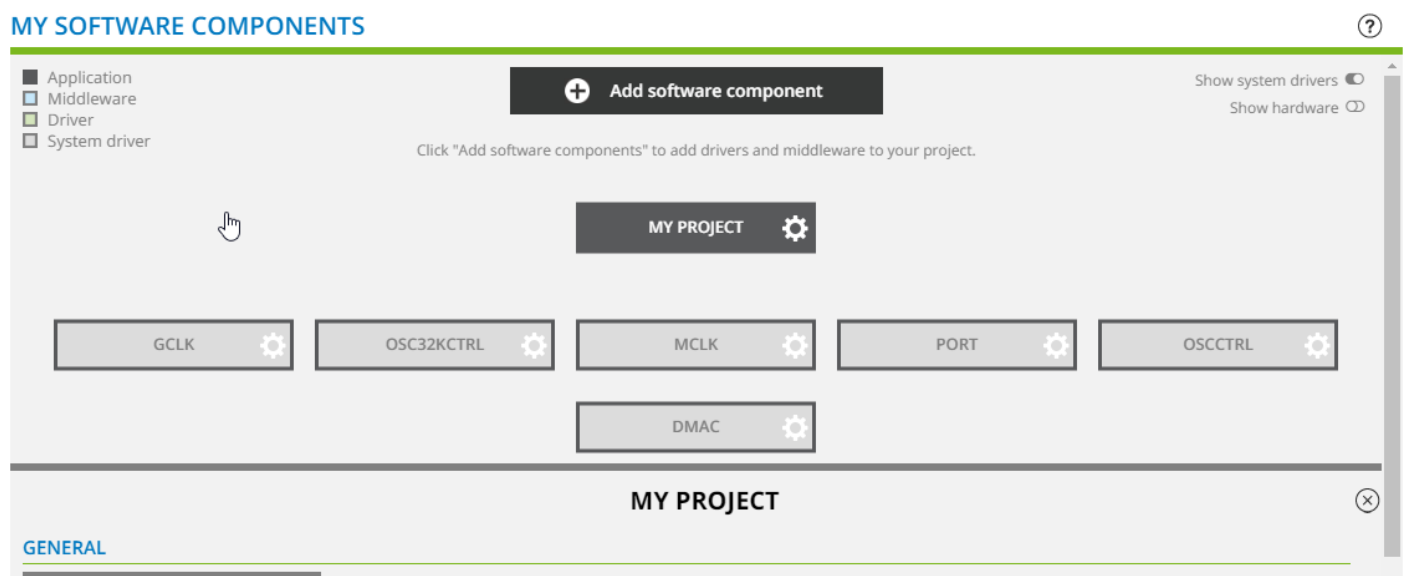 MY SOFTWARE COMPONENTS
?
Application
Middleware
Driver
System driver
Add software component
Show system drivers
Show hardware
Click "Add software components" to add drivers and middleware to your project.
MY PROJECT
GCLK
OSC32KCTRL
MCLK
PORT
OSCCTRL
DMAC
MY PROJECT
GENERAL